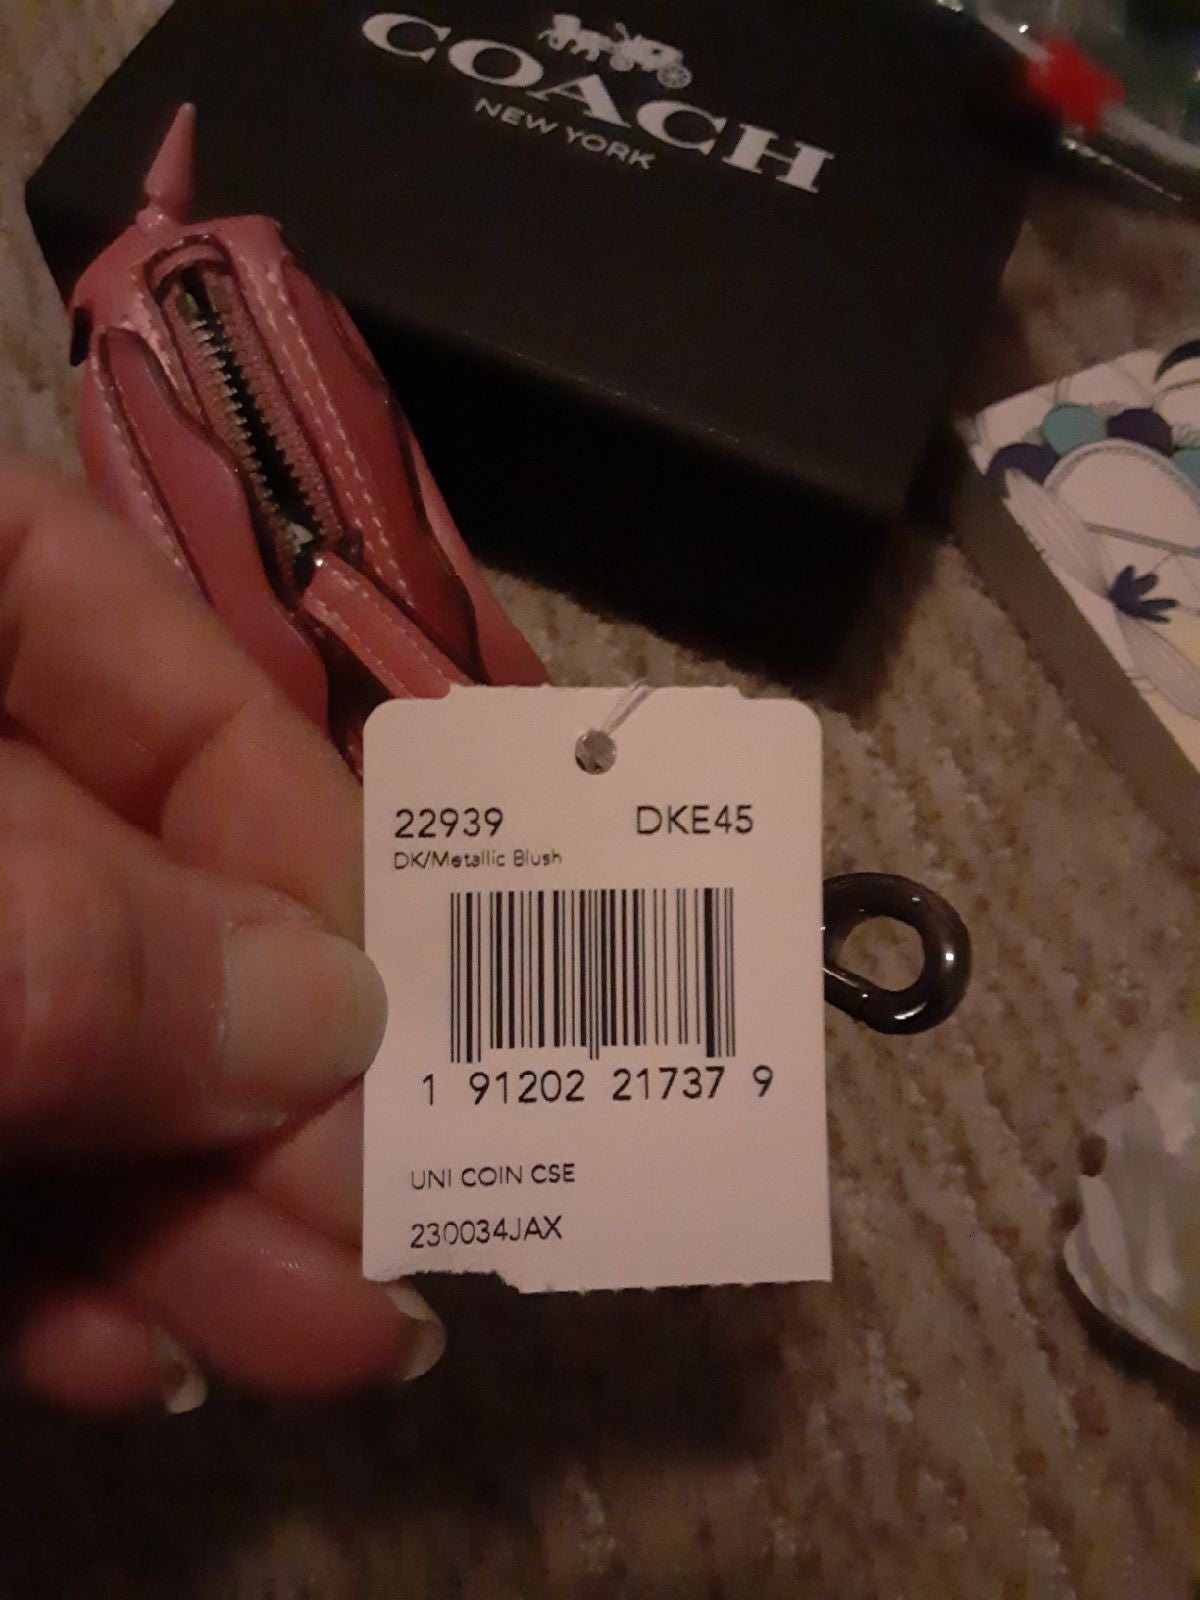 COACH
NEW YORK
22939 DKE45
DK/Metallic Blush
1 91202 21737 9
UNI COIN CSE
230034JAX